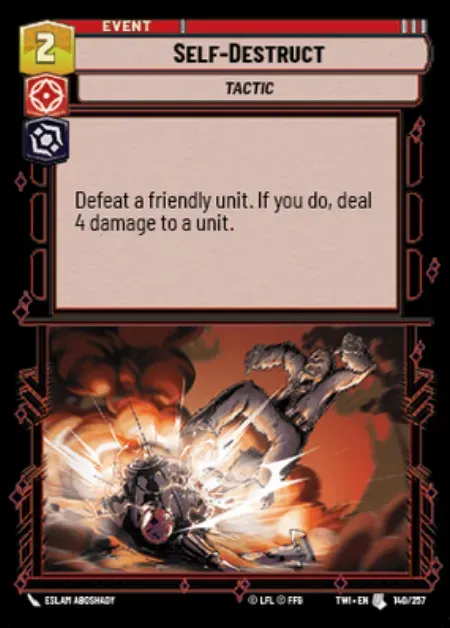 EVENT
2
SELF-DESTRUCT
TACTIC
Defeat a friendly unit. If you do, deal
4 damage to a unit.
ESLAM ABOSHADY
© LFL © FFG
TWI • EN
140/257